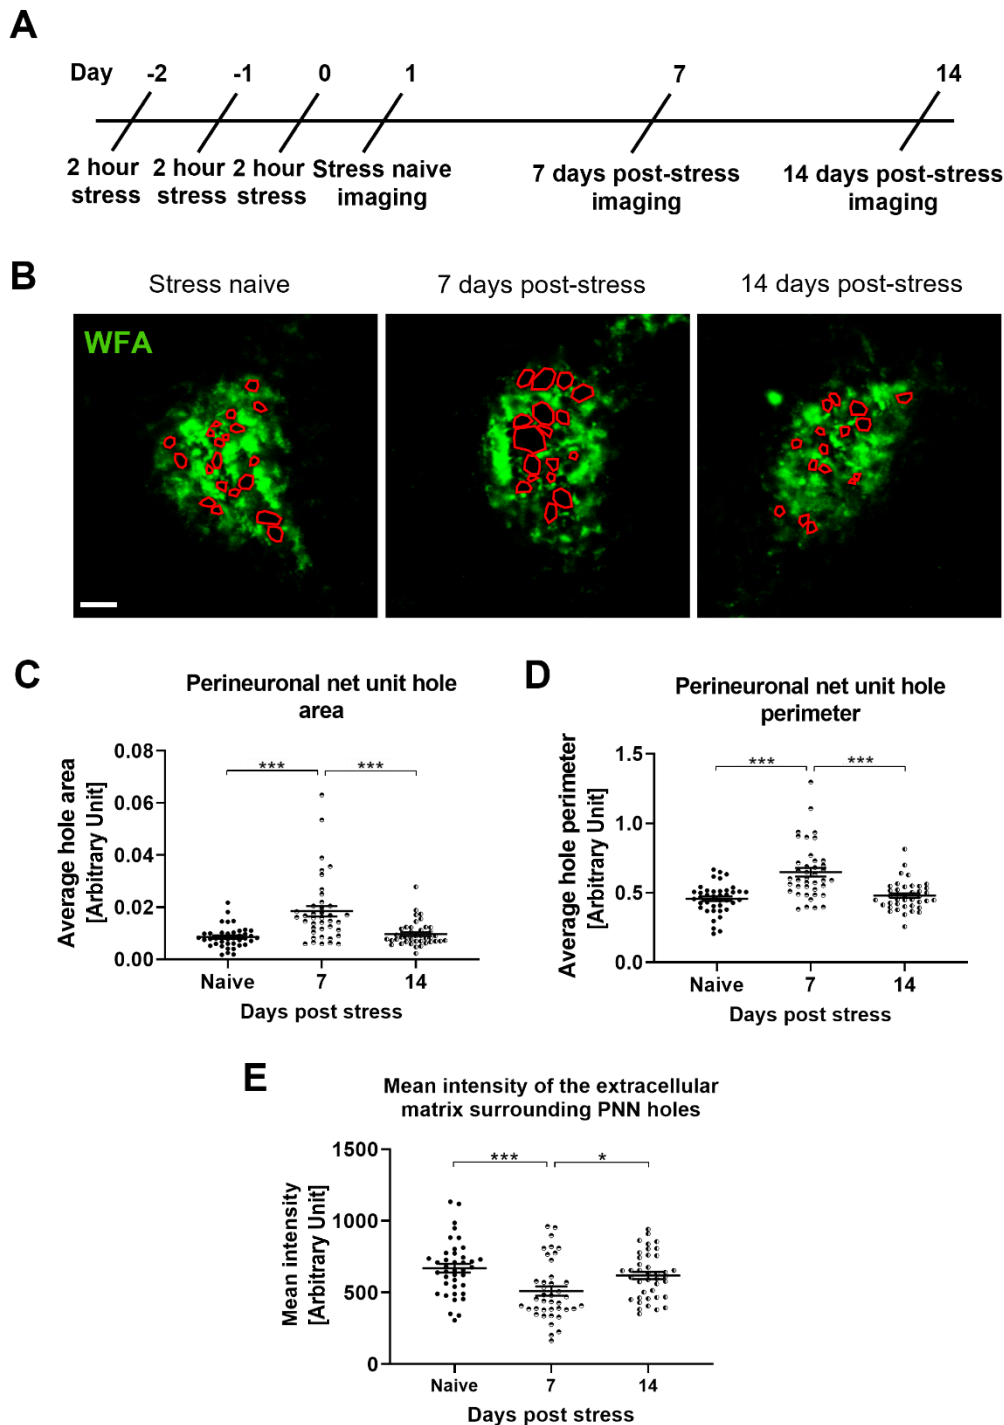 A
Day -2 -1 0 1 7 14
2 hour stress
2 hour stress
2 hour stress
Stress naive imaging
7 days post-stress imaging
14 days post-stress imaging
B
Stress naive
7 days post-stress
14 days post-stress
WFA
C
Perineuronal net unit hole
area
Average hole area
[Arbitrary Unit]
0.08
0.06
0.04
0.02
0.00
***
***
Naive 7 14
Days post stress
D
Perineuronal net unit hole
perimeter
Average hole perimeter
[Arbitrary Unit]
1.5
1.0
0.5
0.0
***
***
Naive 7 14
Days post stress
E
Mean intensity of the extracellular
matrix surrounding PNN holes
Mean intensity
[Arbitrary Unit]
1500
1000
500
0
***
*
Naive 7 14
Days post stress